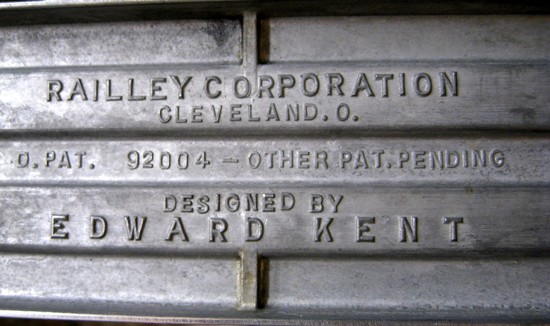 RAILLEY CORPORATION
CLEVELAND. O.
D. PAT. 92004 – OTHER PAT. PENDING
DESIGNED BY
EDWARD KENT